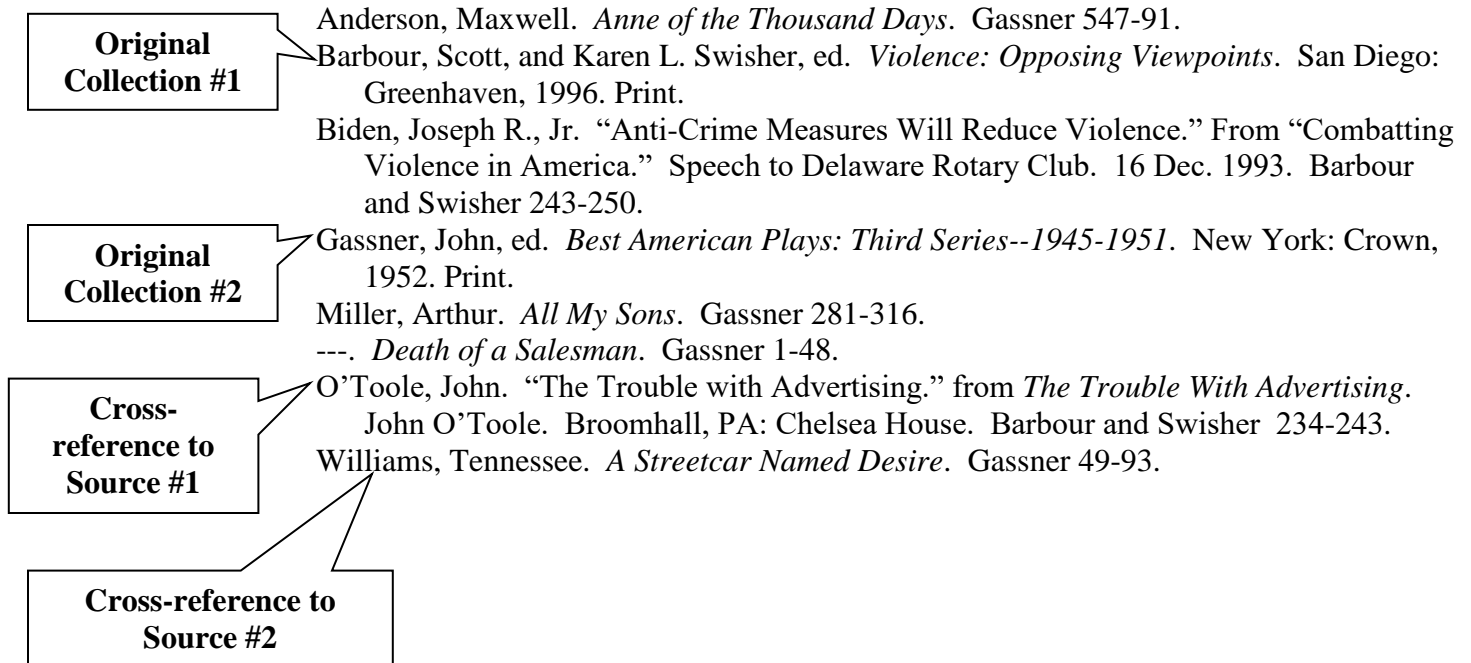 Anderson, Maxwell. Anne of the Thousand Days. Gassner 547-91.
Original
Collection #1
Barbour, Scott, and Karen L. Swisher, ed. Violence: Opposing Viewpoints. San Diego:
Greenhaven, 1996. Print.
Biden, Joseph R., Jr. “Anti-Crime Measures Will Reduce Violence.” From “Combatting
Violence in America.” Speech to Delaware Rotary Club. 16 Dec. 1993. Barbour
and Swisher 243-250.
Original
Collection #2
Gassner, John, ed. Best American Plays: Third Series--1945-1951. New York: Crown,
1952. Print.
Miller, Arthur. All My Sons. Gassner 281-316.
---. Death of a Salesman. Gassner 1-48.
Cross-
reference to
Source #1
O’Toole, John. “The Trouble with Advertising.” from The Trouble With Advertising.
John O’Toole. Broomhall, PA: Chelsea House. Barbour and Swisher 234-243.
Williams, Tennessee. A Streetcar Named Desire. Gassner 49-93.
Cross-reference to
Source #2